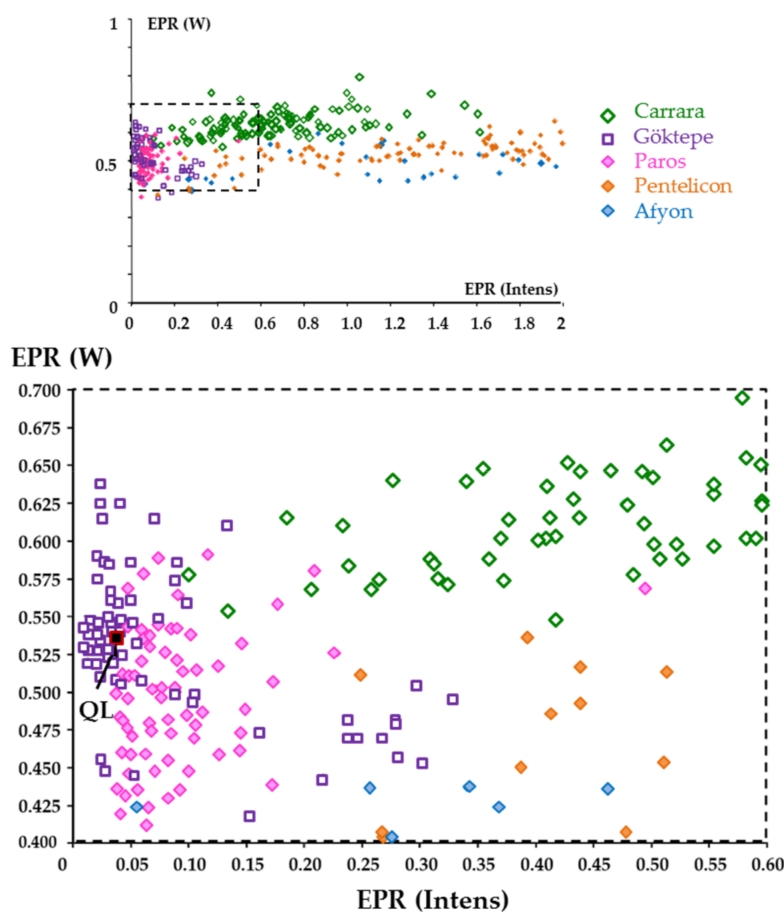 EPR (W)
1
0.5
0
0 0.2 0.4 0.6 0.8 1.0 1.2 1.4 1.6 1.8 2
EPR (Intens)
Carrara
Göktepe
Paros
Pentelicon
Afyon
EPR (W)
0.700
0.675
0.650
0.625
0.600
0.575
0.550
0.525
0.500
QL
0.475
0.450
0.425
0.400
0 0.05 0.10 0.15 0.20 0.25 0.30 0.35 0.40 0.45 0.50 0.55 0.60
EPR (Intens)